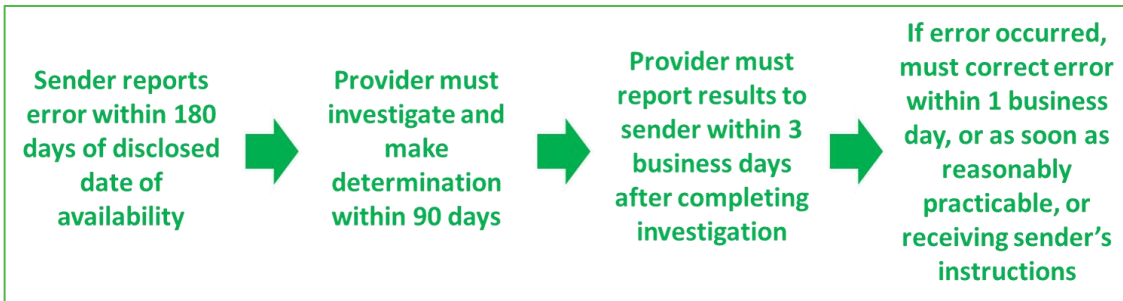 Sender reports
error within 180
days of disclosed
date of
availability
Provider must
investigate and
make
determination
within 90 days
Provider must
report results to
sender within 3
business days
after completing
investigation
If error occurred,
must correct error
within 1 business
day, or as soon as
reasonably
practicable, or
receiving sender's
instructions